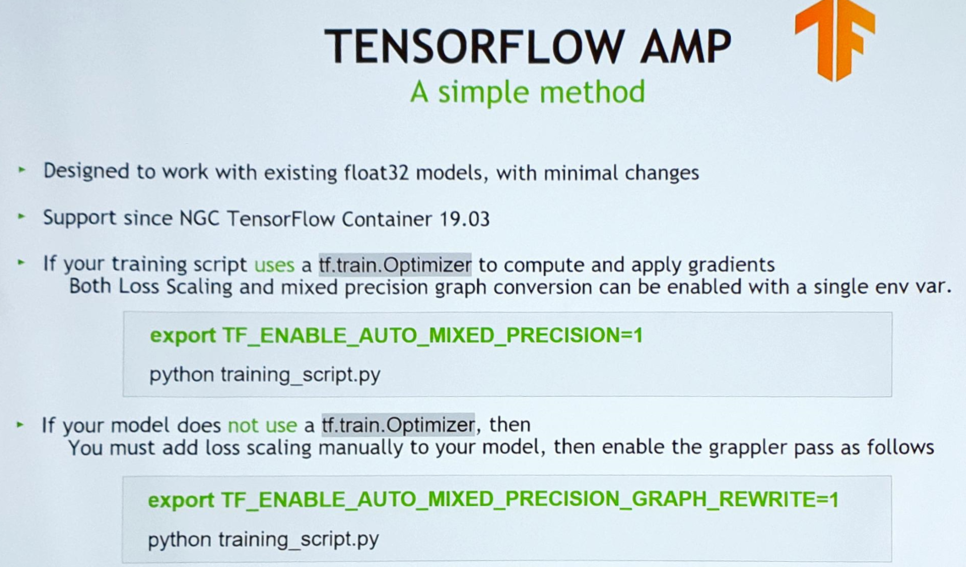 TENSORFLOW AMP
A simple method
Designed to work with existing float32 models, with minimal changes
Support since NGC TensorFlow Container 19.03
If your training script uses a tf.train.Optimizer to compute and apply gradients
Both Loss Scaling and mixed precision graph conversion can be enabled with a single env var.
export TF_ENABLE_AUTO_MIXED_PRECISION=1
python training_script.py
If your model does not use a tf.train.Optimizer, then
You must add loss scaling manually to your model, then enable the grappler pass as follows
export TF_ENABLE_AUTO_MIXED_PRECISION_GRAPH_REWRITE=1
python training_script.py